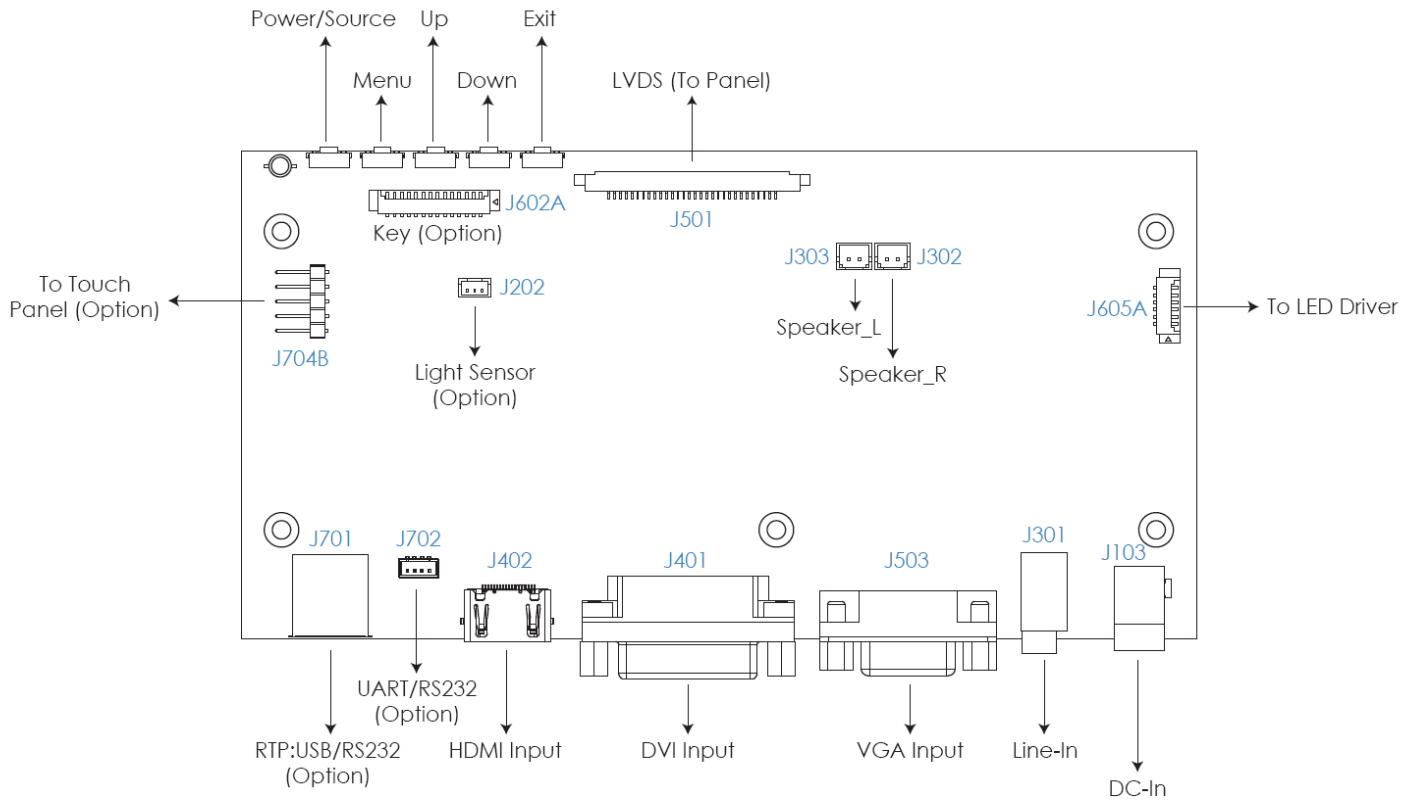 Power/Source
Up
Exit
Menu
Down
LVDS (To Panel)
J602A
J501
Key (Option)
J303
J302
To Touch
Panel (Option)
J202
J605A
To LED Driver
Speaker_L
J704B
Light Sensor
(Option)
Speaker_R
J701
J702
J402
J401
J503
J301
J103
UART/RS232
(Option)
RTP:USB/RS232
(Option)
HDMI Input
DVI Input
VGA Input
Line-In
DC-In